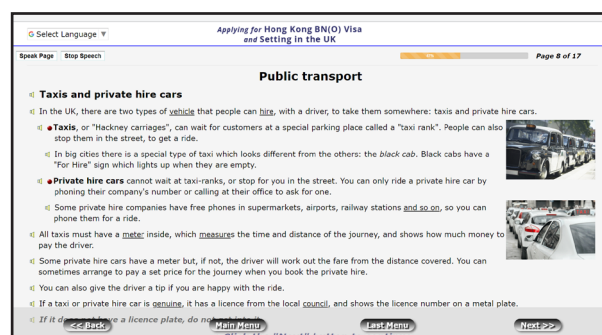 G Select Language ▼
Applying for Hong Kong BN(O) Visa
and Setting in the UK
Speak Page
Stop Speech
Page 8 of 17
Public transport
Taxis and private hire cars
In the UK, there are two types of vehicle that people can hire, with a driver, to take them somewhere: taxis and private hire cars.
Taxis, or "Hackney carriages", can wait for customers at a special parking place called a "taxi rank". People can also
stop them in the street, to get a ride.
In big cities there is a special type of taxi which looks different from the others: the black cab. Black cabs have a
"For Hire" sign which lights up when they are empty.
Private hire cars cannot wait at taxi-ranks, or stop for you in the street. You can only ride a private hire car by
phoning their company's number or calling at their office to ask for one.
Some private hire companies have free phones in supermarkets, airports, railway stations and so on, so you can
phone them for a ride.
All taxis must have a meter inside, which measures the time and distance of the journey, and shows how much money to
pay the driver.
Some private hire cars have a meter but, if not, the driver will work out the fare from the distance covered. You can
sometimes arrange to pay a set price for the journey when you book the private hire.
You can also give the driver a tip if you are happy with the ride.
If a taxi or private hire car is genuine, it has a licence from the local council, and shows the licence number on a metal plate.
If it does not have a licence plate, do not get into it.
<< Back
Main Menu
Last Menu
Next >>